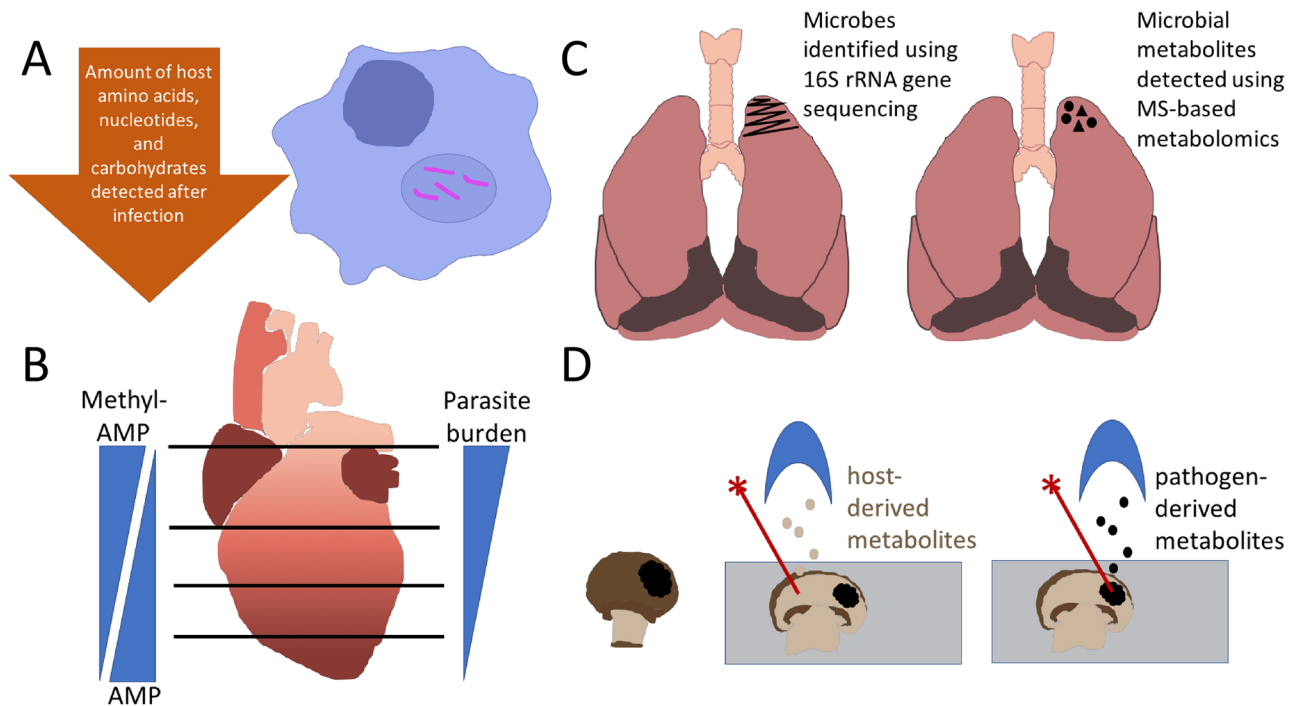 A
Amount of host
amino acids,
nucleotides,
and
carbohydrates
detected after
infection
B
Methyl-
AMP
AMP
Parasite
burden
C
Microbes
identified using
16S rRNA gene
sequencing
Microbial
metabolites
detected using
MS-based
metabolomics
D
*
host-
derived
metabolites
*
pathogen-
derived
metabolites